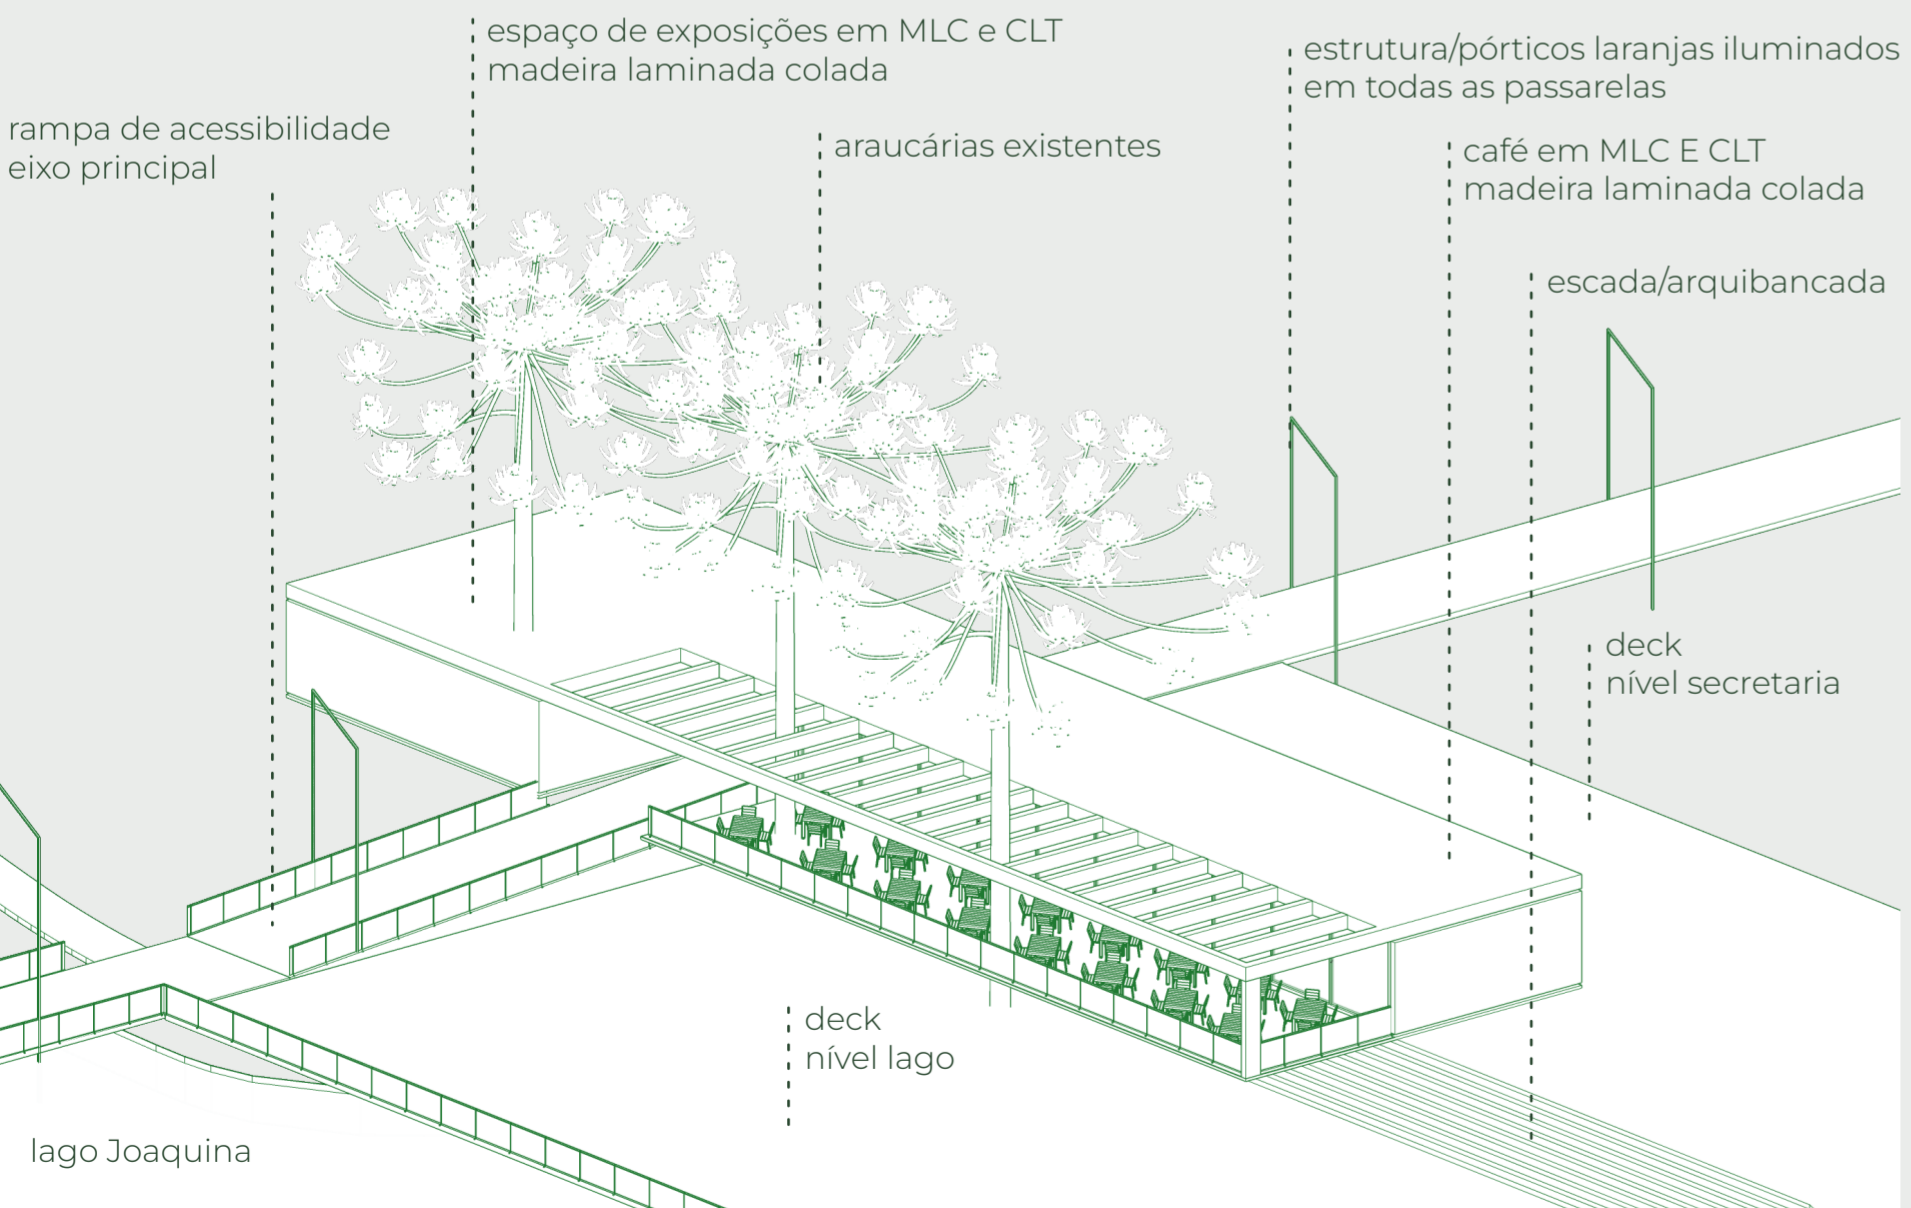 espaço de exposições em MLC e CLT
madeira laminada colada
estrutura/pórticos laranjas iluminados
em todas as passarelas
rampa de acessibilidade
eixo principal
araucárias existentes
café em MLC E CLT
madeira laminada colada
escada/arquibancada
deck
nível secretaria
deck
nível lago
lago Joaquina